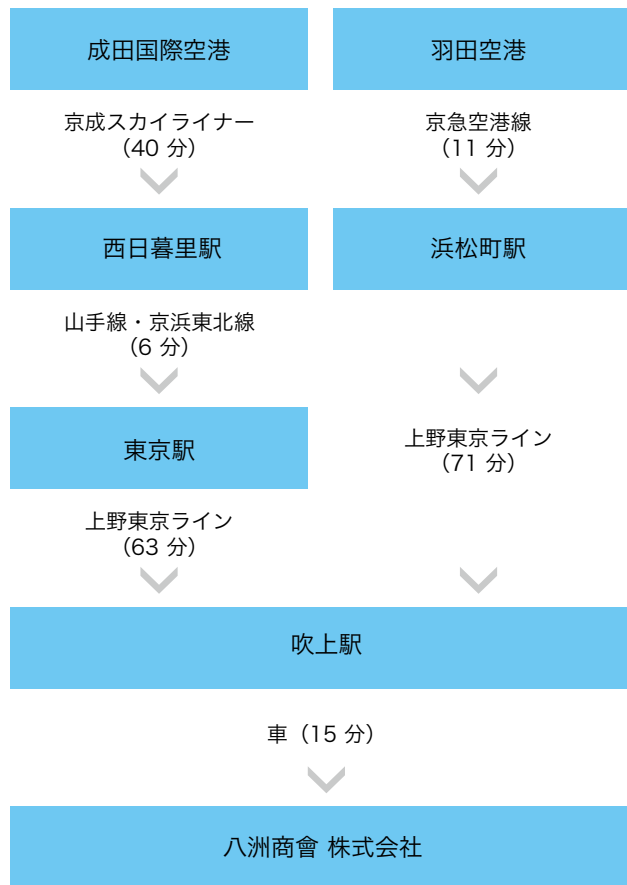 成田国際空港
京成スカイライナー
（40 分）
西日暮里駅
山手線・京浜東北線
（6 分）
東京駅
上野東京ライン
（63 分）
羽田空港
京急空港線
（11 分）
浜松町駅
上野東京ライン
（71 分）
吹上駅
車（15 分）
八洲商會 株式会社